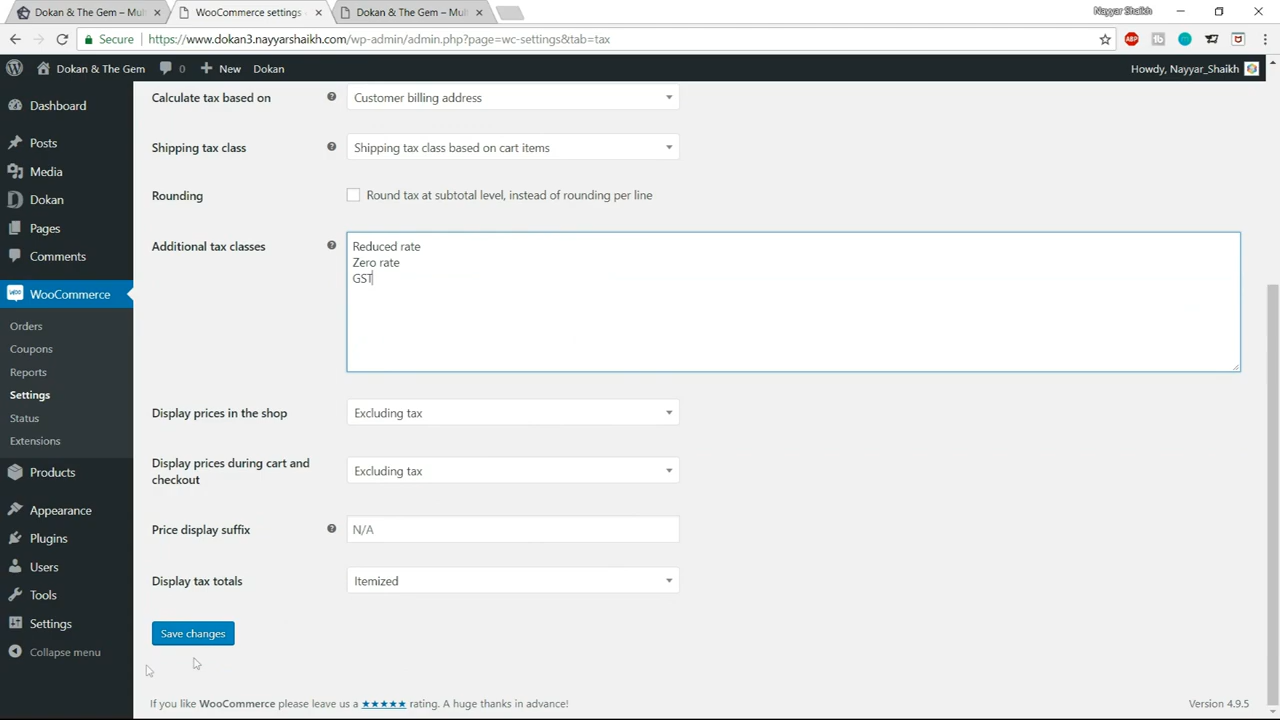 Dokan & The Gem – Mul
WooCommerce settings
Dokan & The Gem – Mul
Nayyar Shaikh
Secure
https://www.dokan3.nayyarshaikh.com/wp-admin/admin.php?page=wc-settings&tab=tax
ABP
Dokan & The Gem
0
New
Dokan
Howdy, Nayyar_Shaikh
Dashboard
Posts
Media
Dokan
Pages
Comments
WooCommerce
Orders
Coupons
Reports
Settings
Status
Extensions
Products
Appearance
Plugins
Users
Tools
Settings
Collapse menu
Calculate tax based on
Customer billing address
Shipping tax class
Shipping tax class based on cart items
Rounding
Round tax at subtotal level, instead of rounding per line
Additional tax classes
Reduced rate
Zero rate
GST
Display prices in the shop
Excluding tax
Display prices during cart and
checkout
Excluding tax
Price display suffix
N/A
Display tax totals
Itemized
Save changes
If you like WooCommerce please leave us a ★★★★★ rating. A huge thanks in advance!
Version 4.9.5